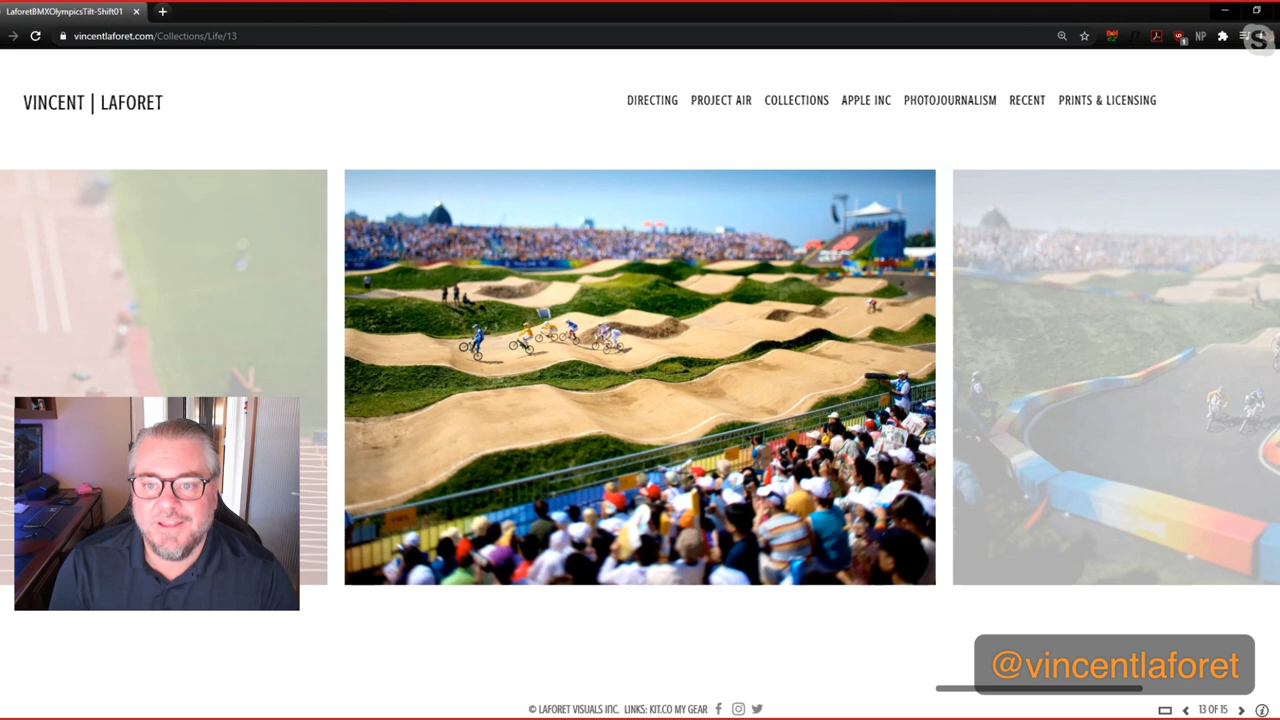 LaforetBMXOlympicsTilt-Shift01
vincentlaforet.com/Collections/Life/13
NP
VINCENT | LAFORET
DIRECTING PROJECT AIR COLLECTIONS APPLE INC PHOTOJOURNALISM RECENT PRINTS & LICENSING
@vincentlaforet
© LAFORET VISUALS INC. LINKS: KIT.CO MY GEAR
13 OF 15